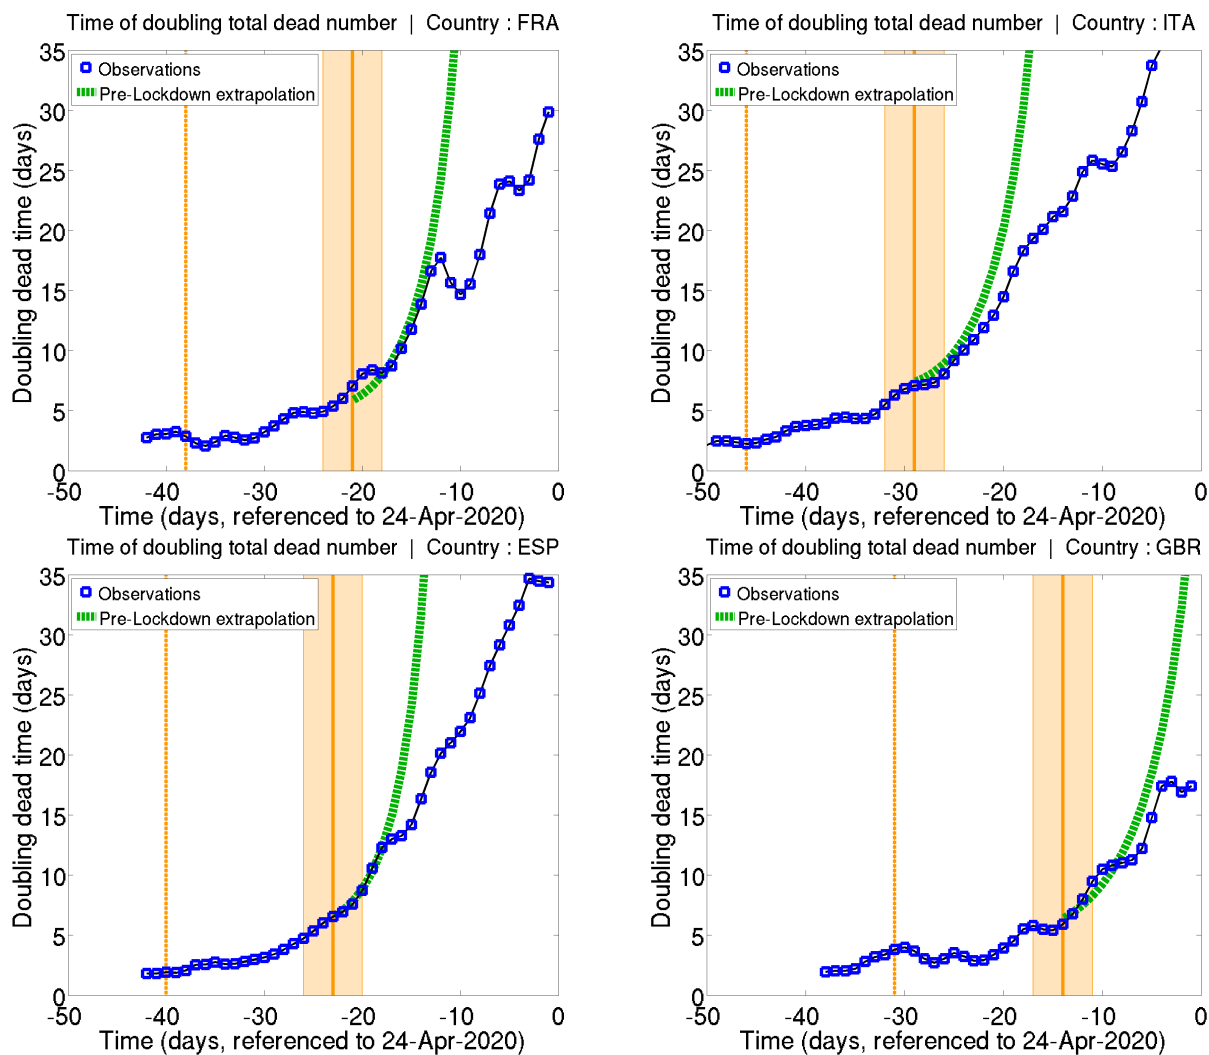 Time of doubling total dead number | Country : FRA
35
30
25
20
15
10
5
0
Doubling dead time (days)
Observations
Pre-Lockdown extrapolation
-50 -40 -30 -20 -10 0
Time (days, referenced to 24-Apr-2020)
Time of doubling total dead number | Country : ITA
35
30
25
20
15
10
5
0
Doubling dead time (days)
Observations
Pre-Lockdown extrapolation
-50 -40 -30 -20 -10 0
Time (days, referenced to 24-Apr-2020)
Time of doubling total dead number | Country : ESP
35
30
25
20
15
10
5
0
Doubling dead time (days)
Observations
Pre-Lockdown extrapolation
-50 -40 -30 -20 -10 0
Time (days, referenced to 24-Apr-2020)
Time of doubling total dead number | Country : GBR
35
30
25
20
15
10
5
0
Doubling dead time (days)
Observations
Pre-Lockdown extrapolation
-50 -40 -30 -20 -10 0
Time (days, referenced to 24-Apr-2020)